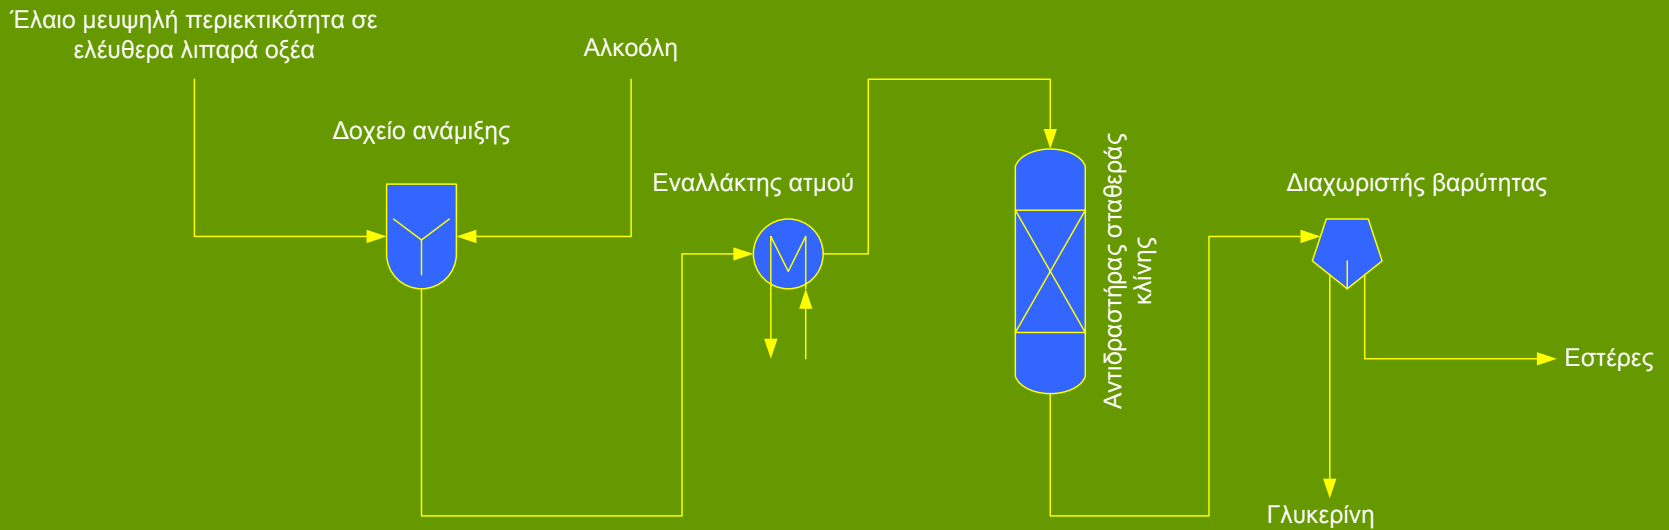 Έλαιο μευψηλή περιεκτικότητα σε
ελέυθερα λιπαρά οξέα
Αλκοόλη
Δοχείο ανάμιξης
Εναλλάκτης ατμού
Αντιδραστήρας σταθεράς
κλίνης
Διαχωριστής βαρύτητας
Εστέρες
Γλυκερίνη